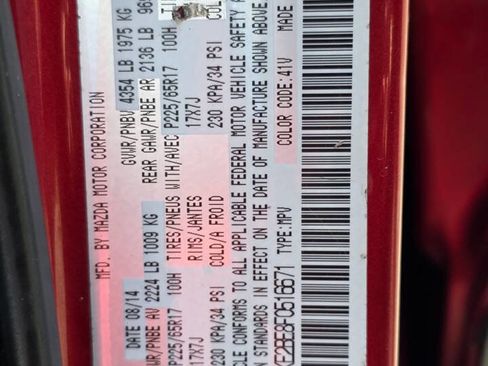 MFD. BY MAZDA MOTOR CORPORATION
DATE 08/14 GVWR/PNBV 4354 LB 1975 KG
GAWR/PNBE AV 2224 LB 1009 KG REAR GAWR/PNBE AR 2136 LB
P225/65R17 100H TIRES/PNEUS WITH/AVEC P225/65R17 100H
17X7J RIMS/JANTES 17X7J
230 KPA/34 PSI COLD/A FROID 230 KPA/34 PSI COL
VEHICLE CONFORMS TO ALL APPLICABLE FEDERAL MOTOR VEHICLE SAFETY
STANDARDS IN EFFECT ON THE DATE OF MANUFACTURE SHOWN ABOVE
E2BE8F0516671 TYPE:MPV COLOR CODE:41V MADE